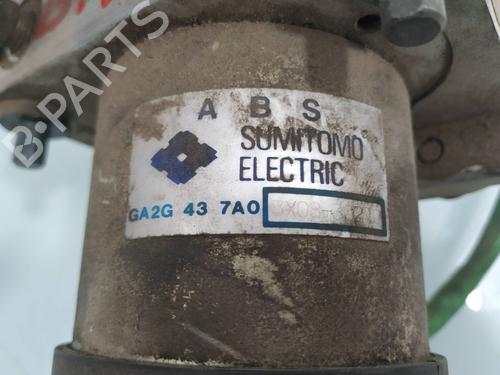 B-PARTS
A B S
SUMITOMO
ELECTRIC
GA2G 43 7A0